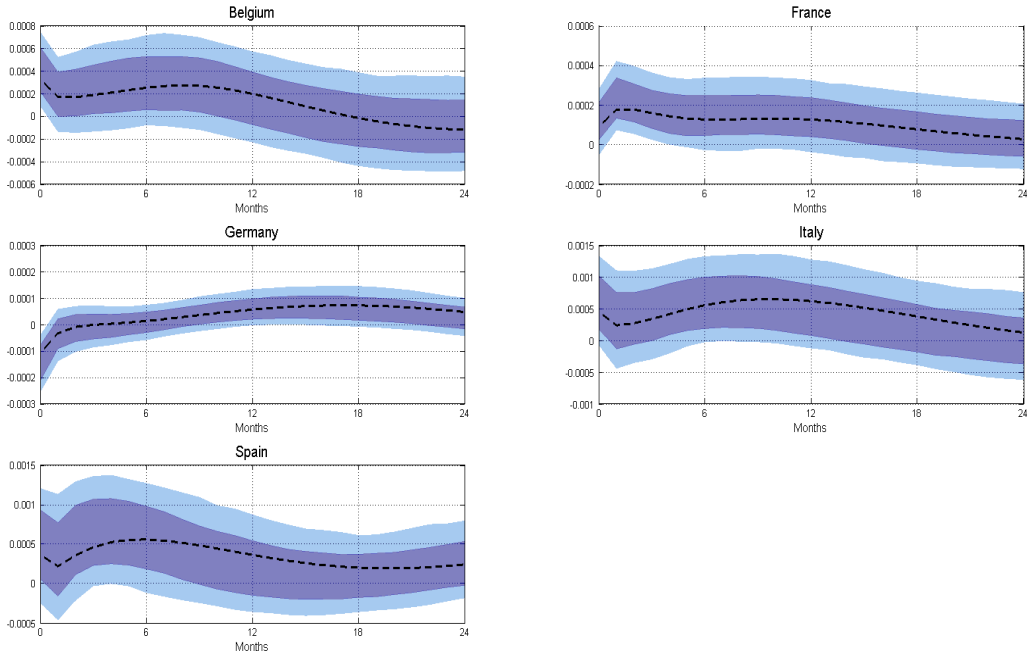 Belgium
0.0008
0.0006
0.0004
0.0002
0
-0.0002
-0.0004
-0.0006
0 6 12 18 24
Months
France
0.0006
0.0004
0.0002
0
-0.0002
0 6 12 18 24
Months
Germany
0.0003
0.0002
0.0001
0
-0.0001
-0.0002
-0.0003
0 6 12 18 24
Months
Italy
0.0015
0.001
0.0005
0
-0.0005
-0.001
0 6 12 18 24
Months
Spain
0.0015
0.001
0.0005
0
-0.0005
0 6 12 18 24
Months